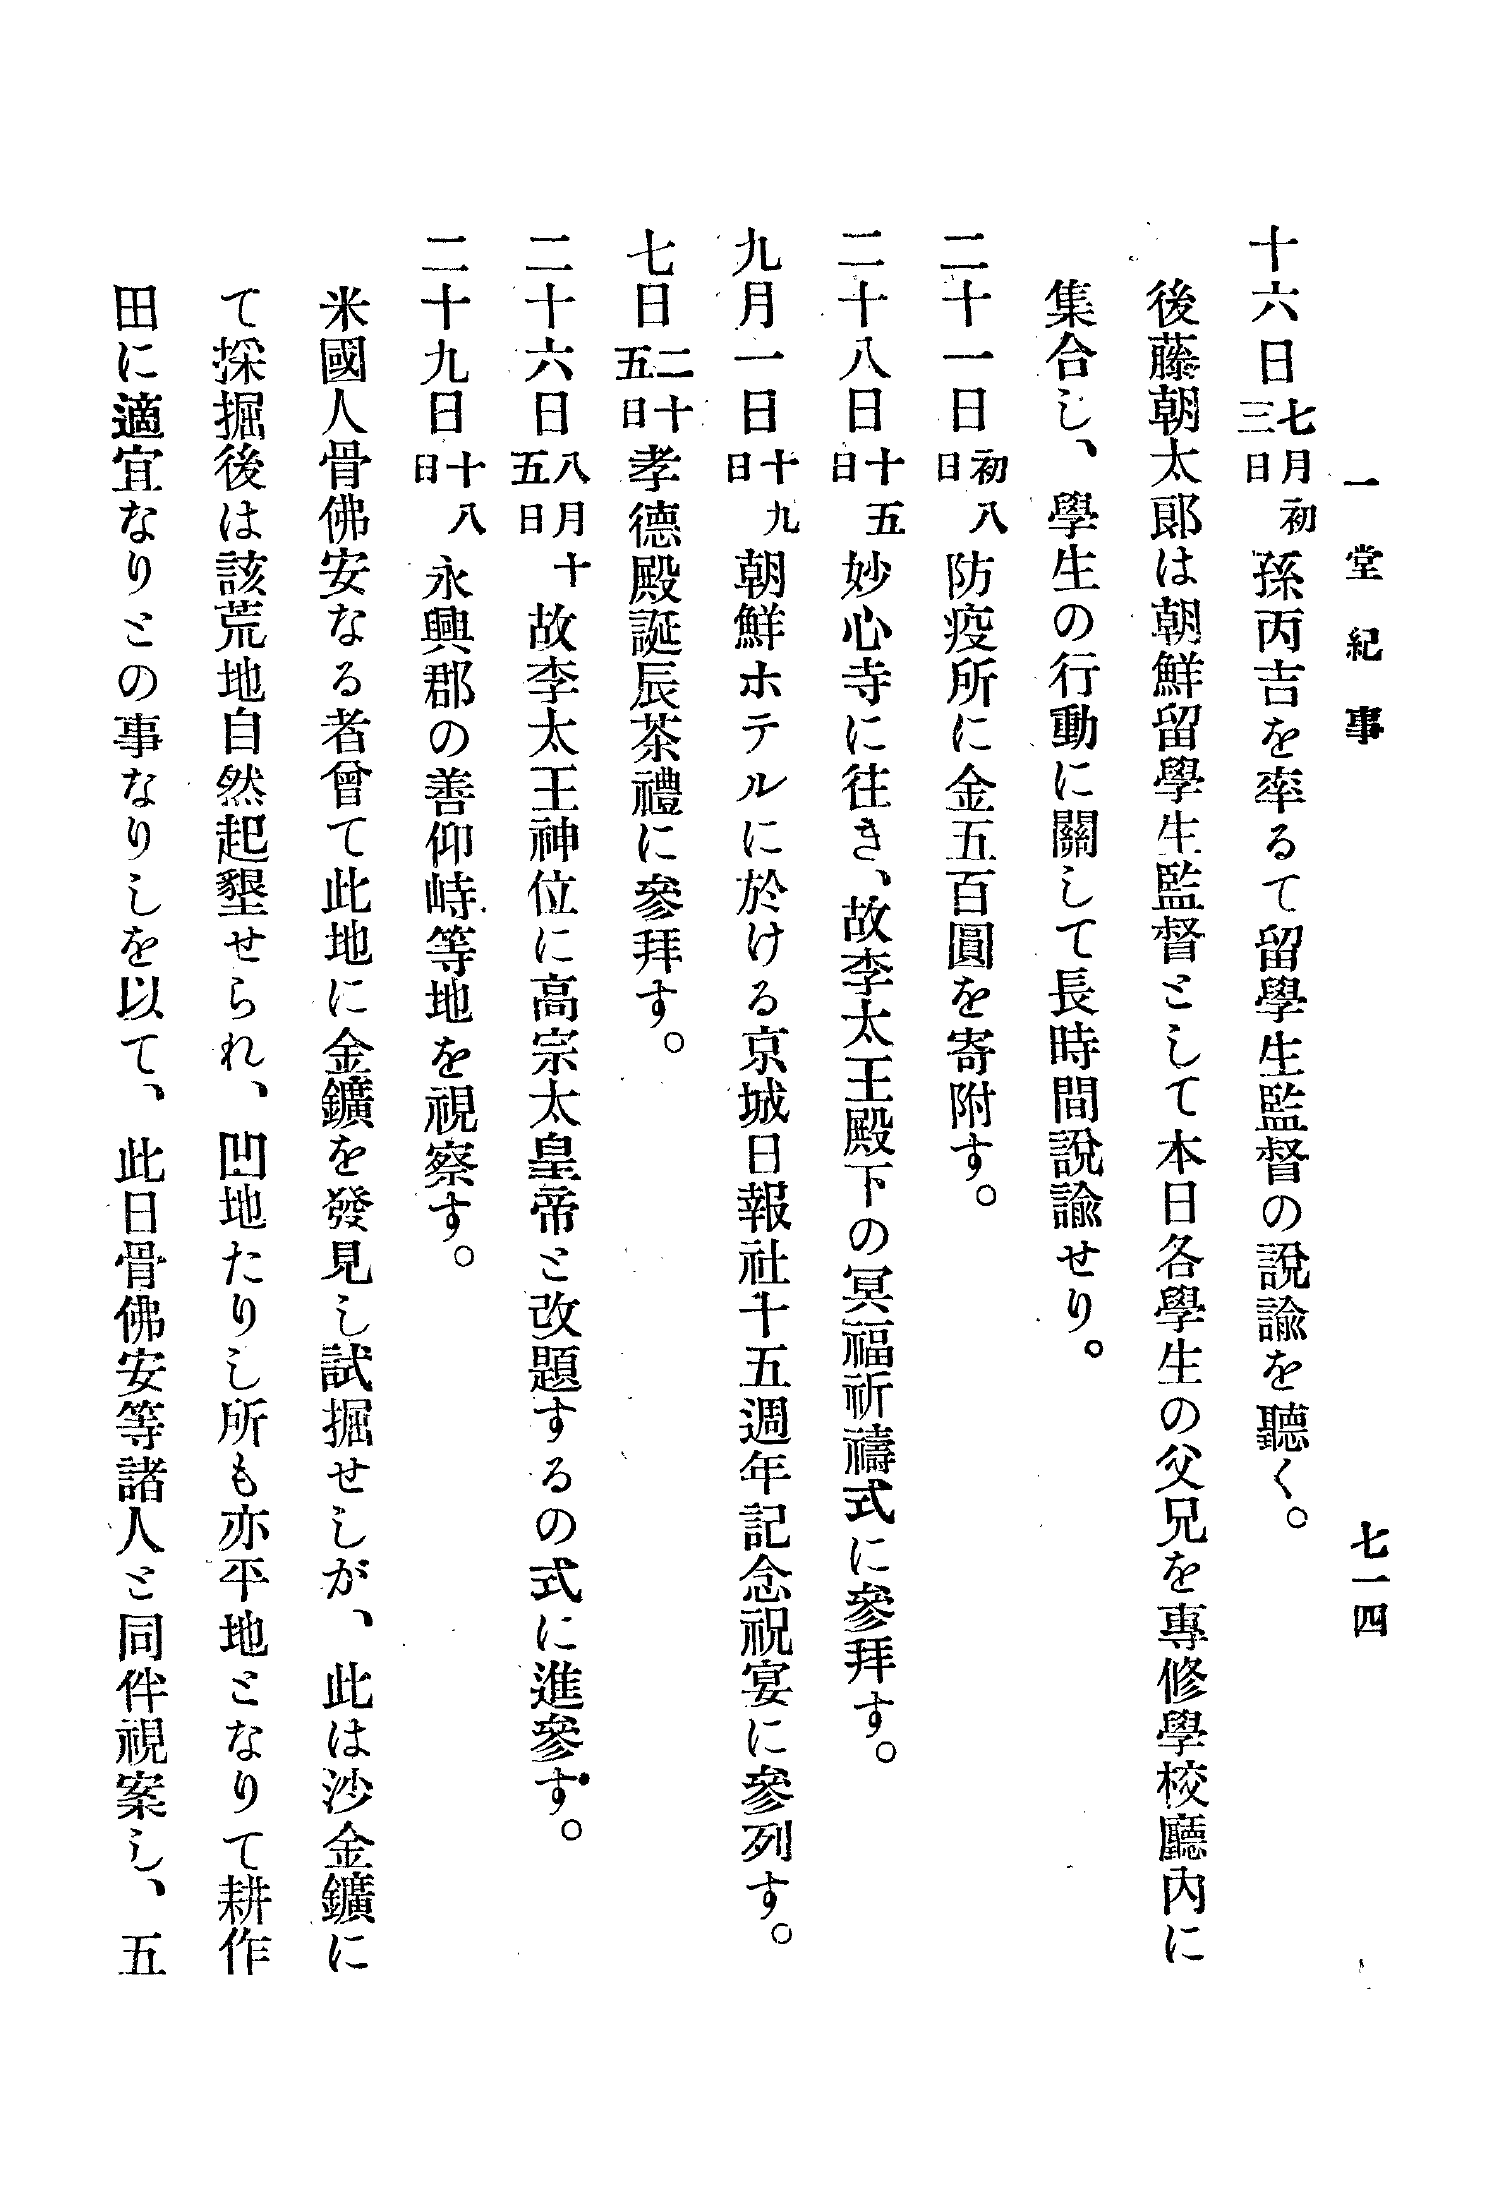 一堂紀事　七一四
十六日七月初三日孫丙吉を率ゐて留學生監督の說諭を聽く。
後藤朝太郞は朝鮮留學生監督として本日各學生の父兄を專修學校廳內に
集合し、學生の行動に關して長時間說諭せり。
二十一日初八日防疫所に金五百圓を寄附す。
二十八日十五日妙心寺に往き、故李太王殿下の冥福祈禱式に參拜す。
九月一日十九日朝鮮ホテルに於ける京城日報社十五週年記念祝宴に參列す。
七日二十五日孝德殿誕辰茶禮に參拜す。
二十六日八月十五日故李太王神位に高宗太皇帝と改題するの式に進參す。
二十九日十八日永興郡の善仰峙等地を視察す。
米國人骨佛安なる者曾て此地に金鑛を發見し試掘せしが、此は沙金鑛に
て採掘後は該荒地自然起墾せられ、凹地たりし所も亦平地となりて耕作
田に適宜なりとの事なりしを以て、此日骨佛安等諸人と同伴視案し、五